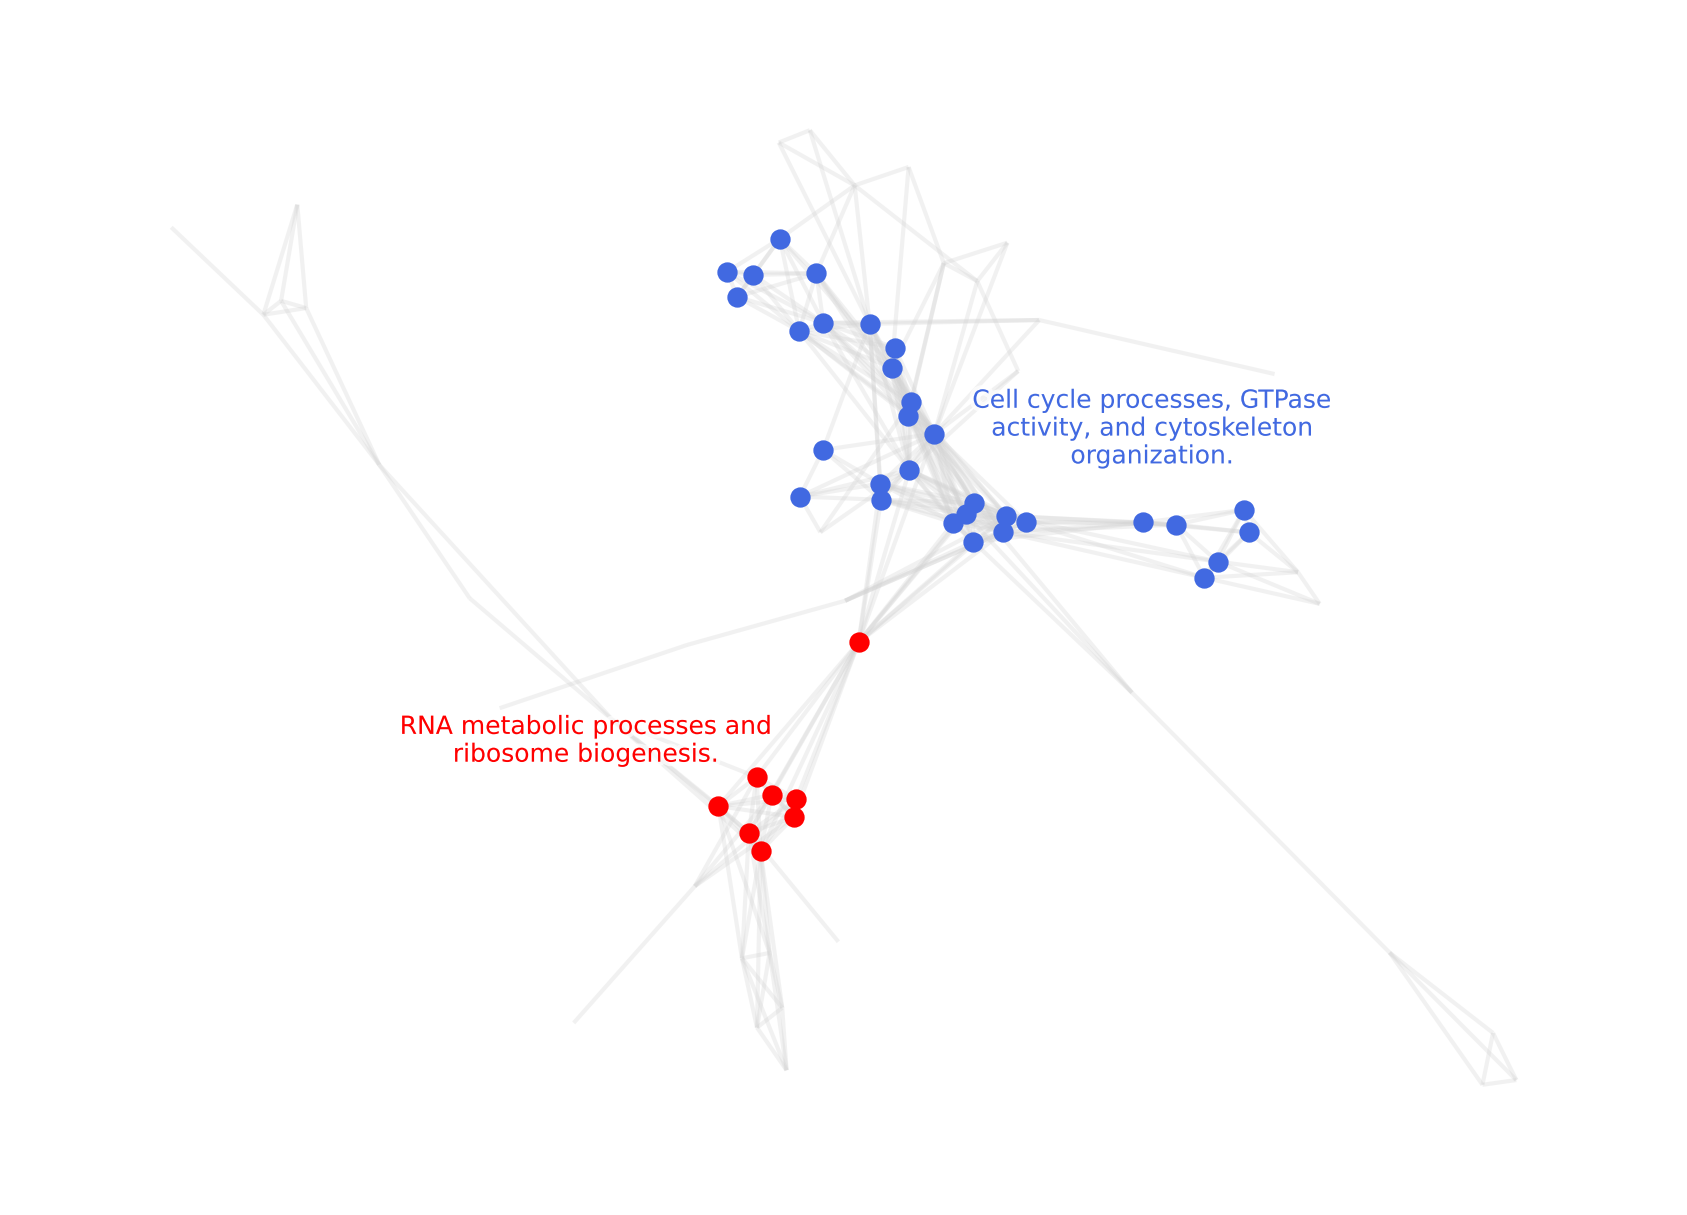 Cell cycle processes, GTPase
activity, and cytoskeleton
organization.
RNA metabolic processes and
ribosome biogenesis.